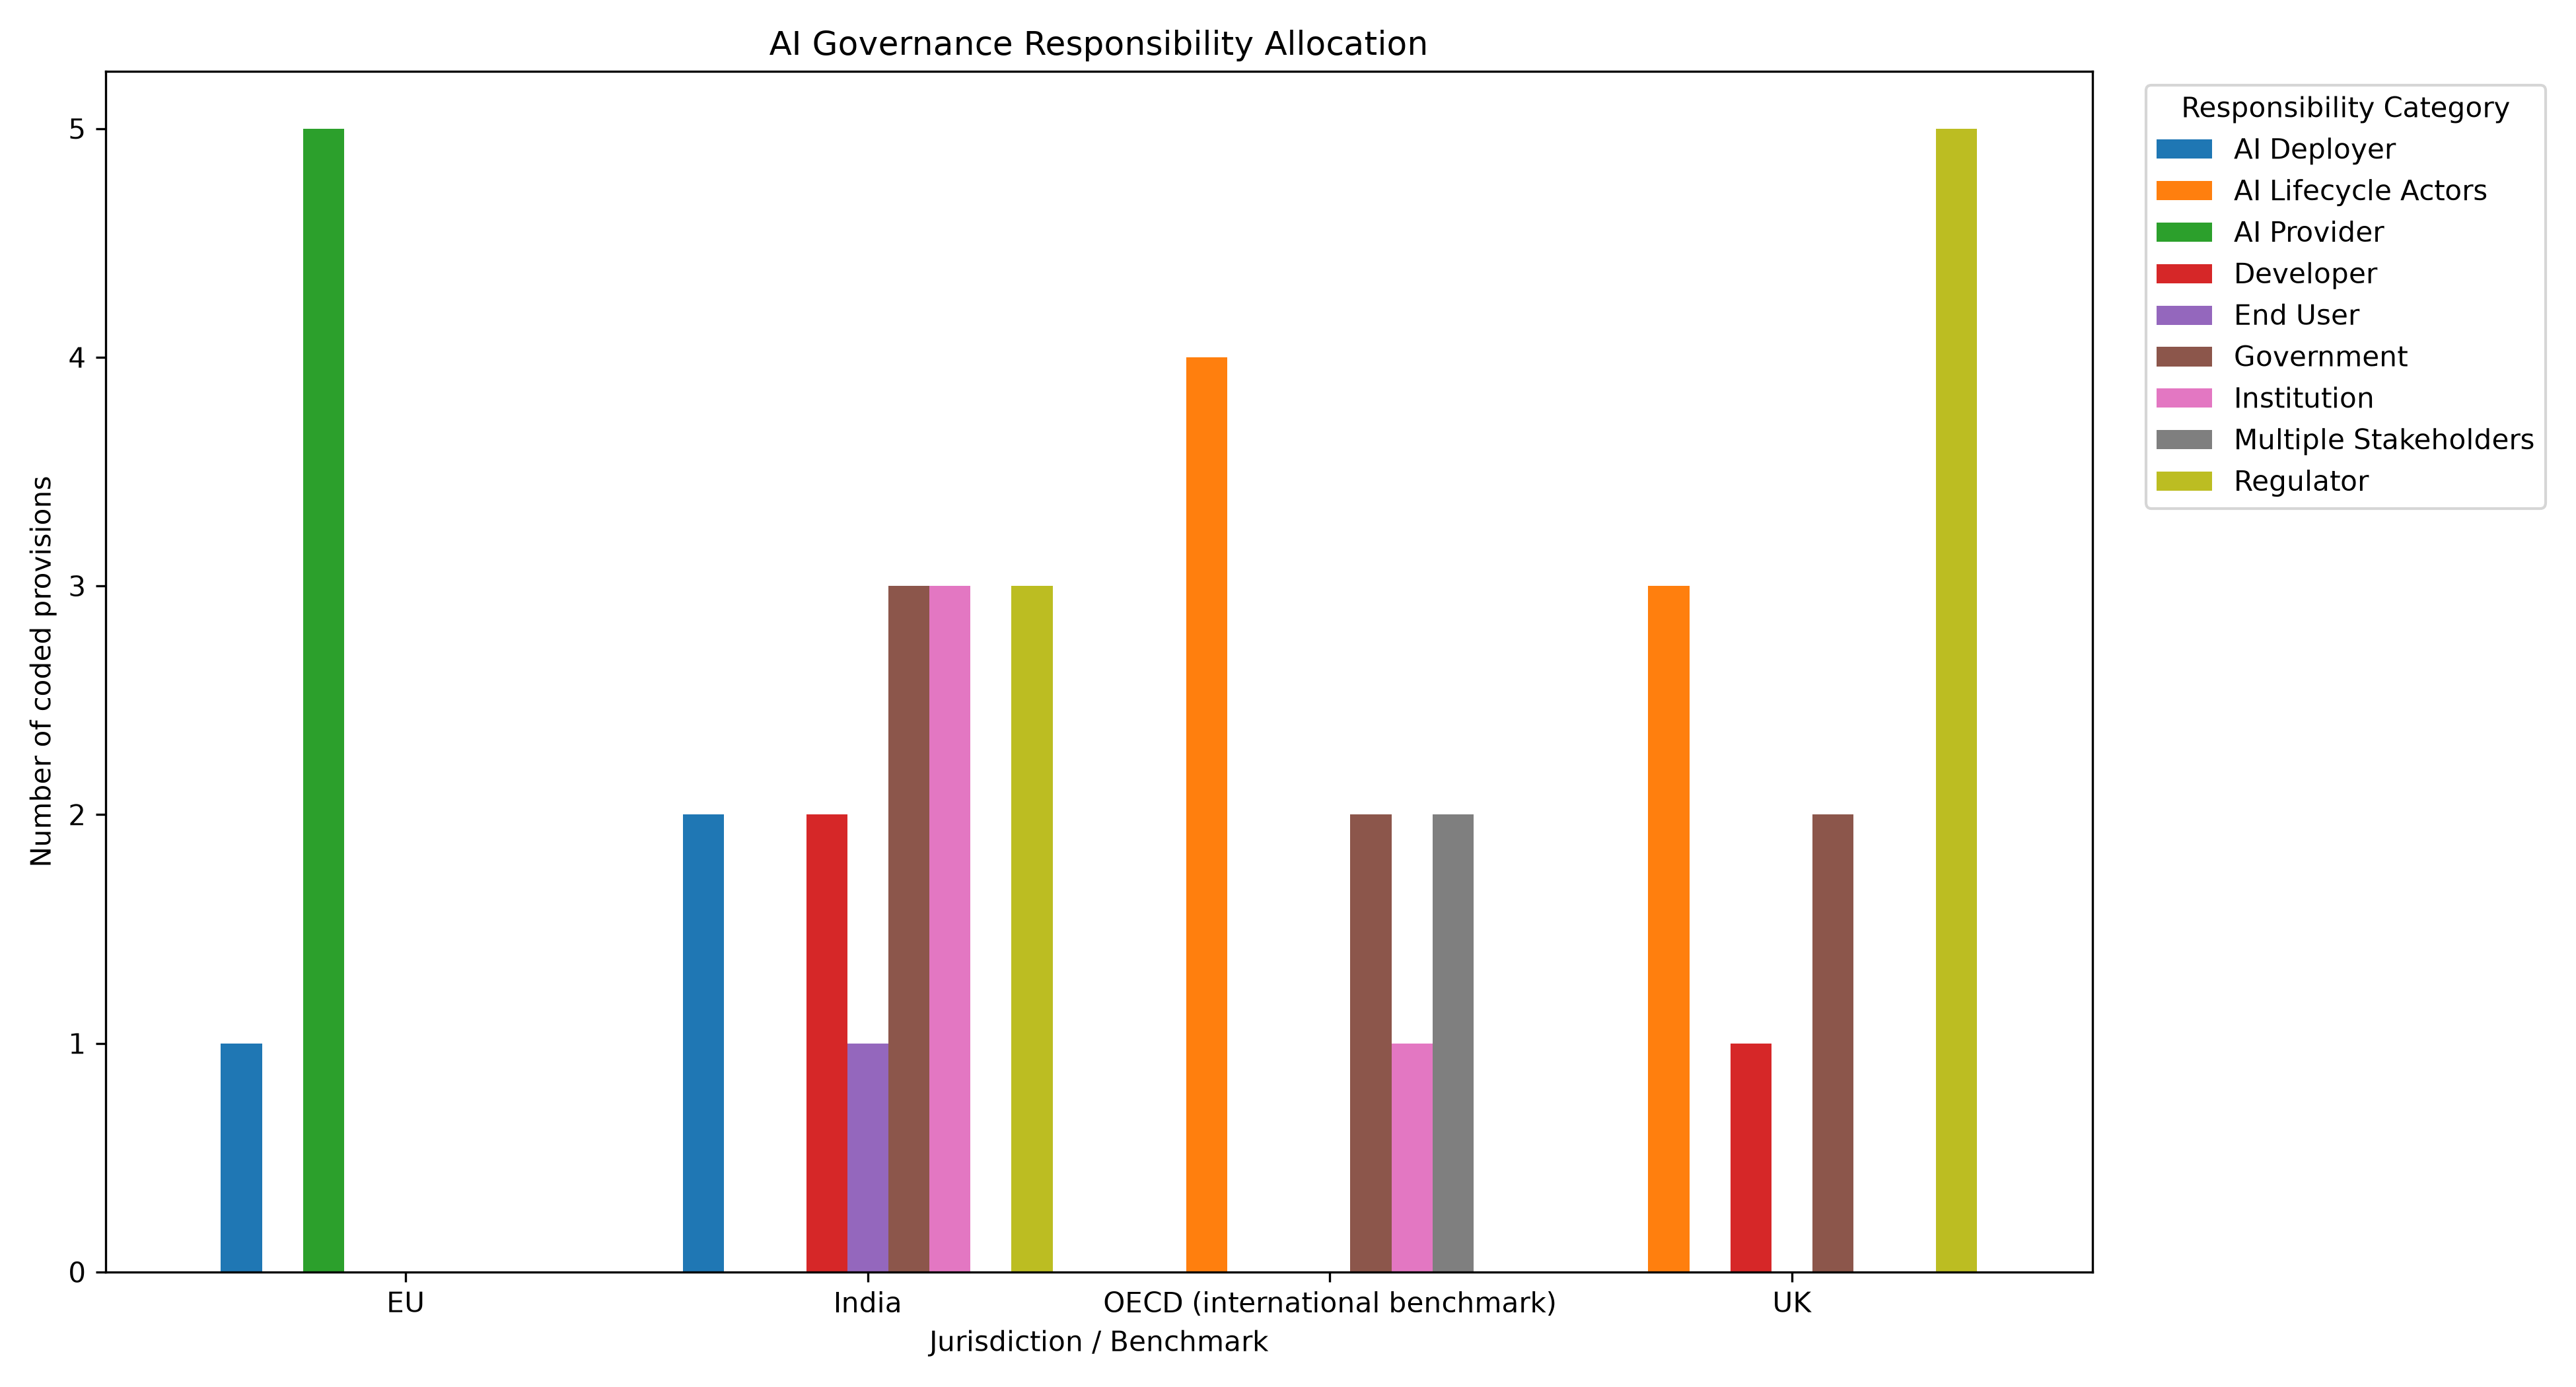 AI Governance Responsibility Allocation
Number of coded provisions
5
4
3
2
1
0
EU
India
OECD (international benchmark)
UK
Jurisdiction / Benchmark
Responsibility Category
AI Deployer
AI Lifecycle Actors
AI Provider
Developer
End User
Government
Institution
Multiple Stakeholders
Regulator